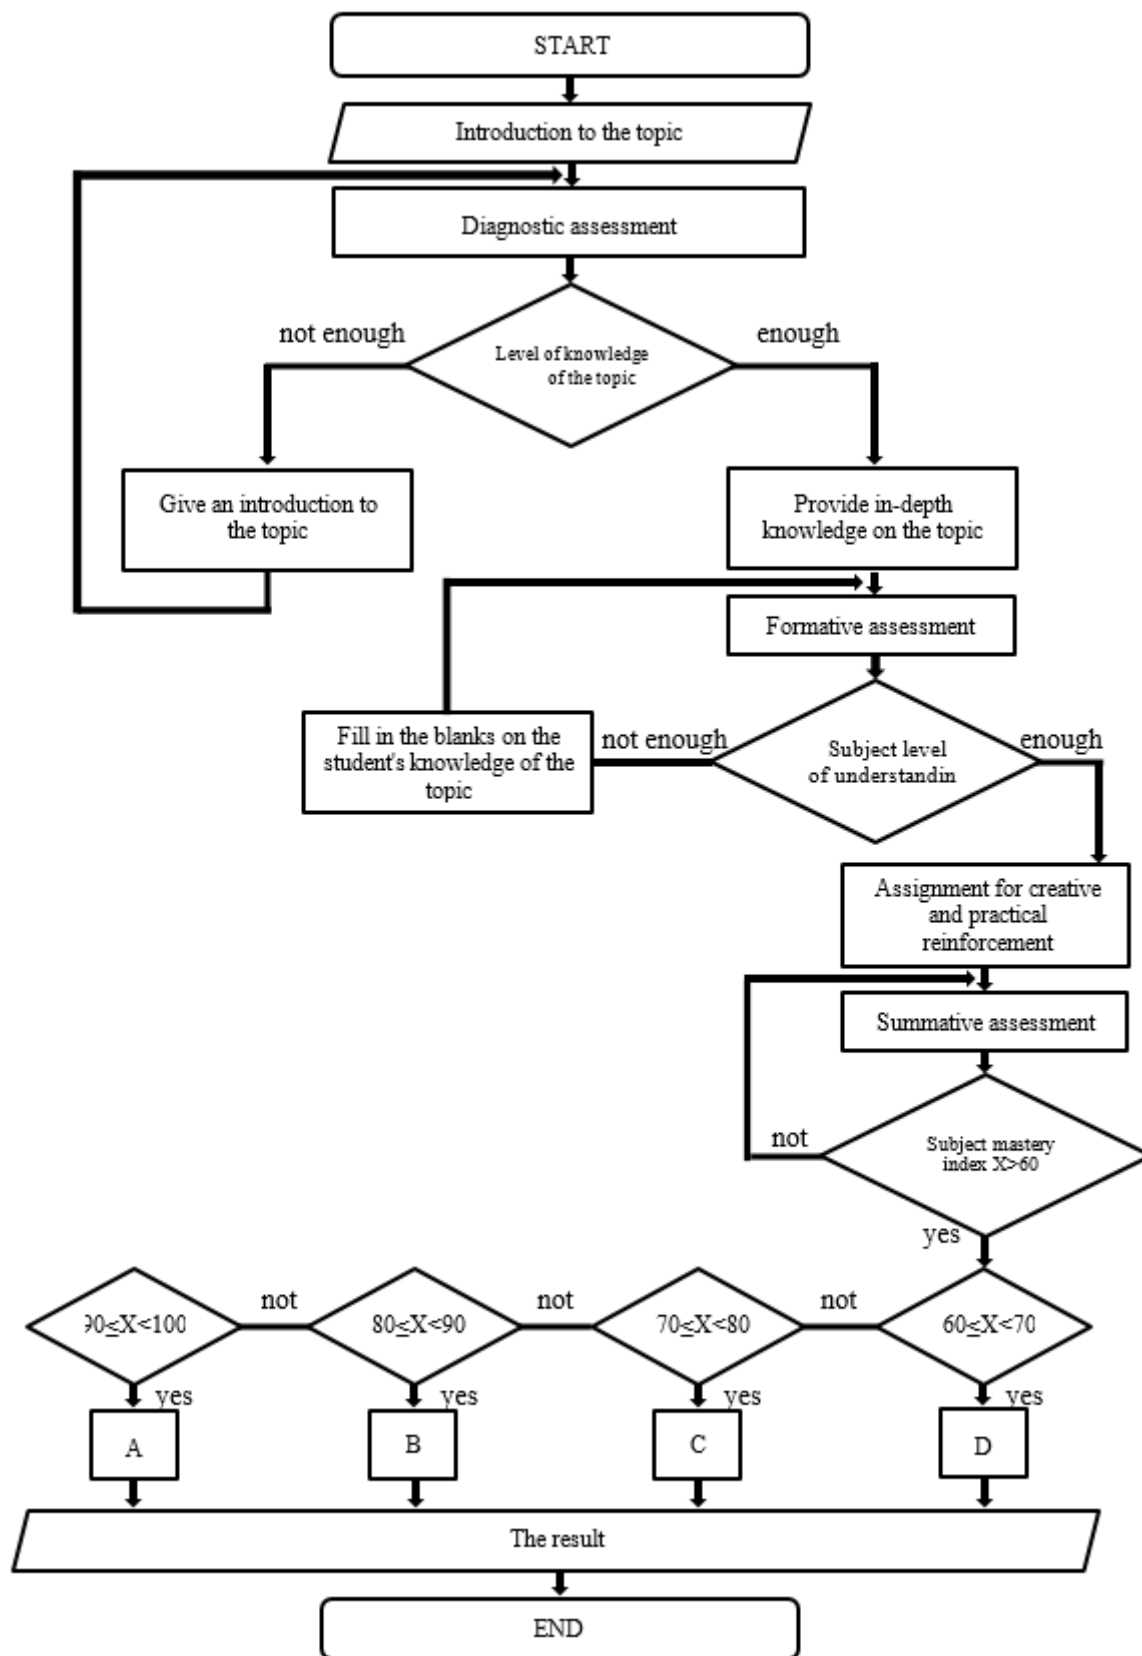 START
Introduction to the topic
Diagnostic assessment
not enough
enough
Level of knowledge
of the topic
Give an introduction to
the topic
Provide in-depth
knowledge on the topic
Formative assessment
Fill in the blanks on the
student's knowledge of the
topic
not enough
Subject level
of understandin
enough
Assignment for creative
and practical
reinforcement
Summative assessment
not
Subject mastery
index X>60
yes
90≤X<100
not
80≤X<90
not
70≤X<80
not
60≤X<70
yes
yes
yes
yes
A
B
C
D
The result
END